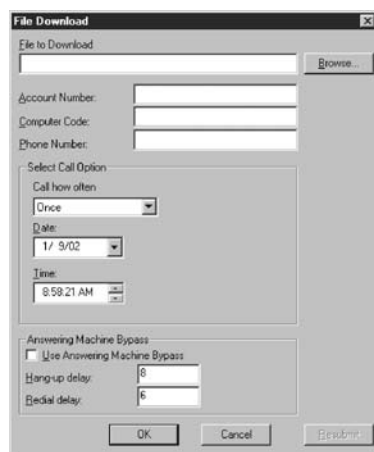 File Download
File to Download
Browse...
Account Number:
Computer Code:
Phone Number:
Select Call Option
Call how often
Once
Date:
1/ 9/02
Time:
8:58:21 AM
Answering Machine Bypass
Use Answering Machine Bypass
Hang-up delay: 8
Redial delay: 6
OK Cancel Resubmit